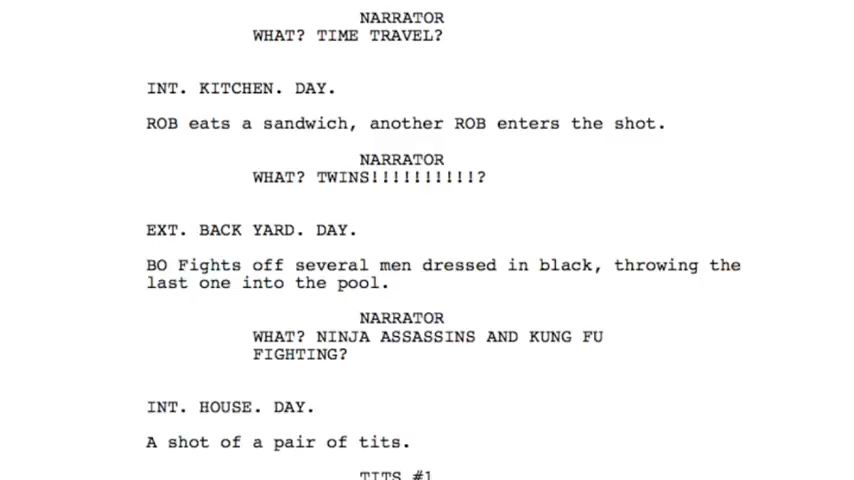 NARRATOR
WHAT? TIME TRAVEL?
INT. KITCHEN. DAY.
ROB eats a sandwich, another ROB enters the shot.
NARRATOR
WHAT? TWINS!!!!!!!!!!?
EXT. BACK YARD. DAY.
BO Fights off several men dressed in black, throwing the
last one into the pool.
NARRATOR
WHAT? NINJA ASSASSINS AND KUNG FU
FIGHTING?
INT. HOUSE. DAY.
A shot of a pair of tits.
TITS #1